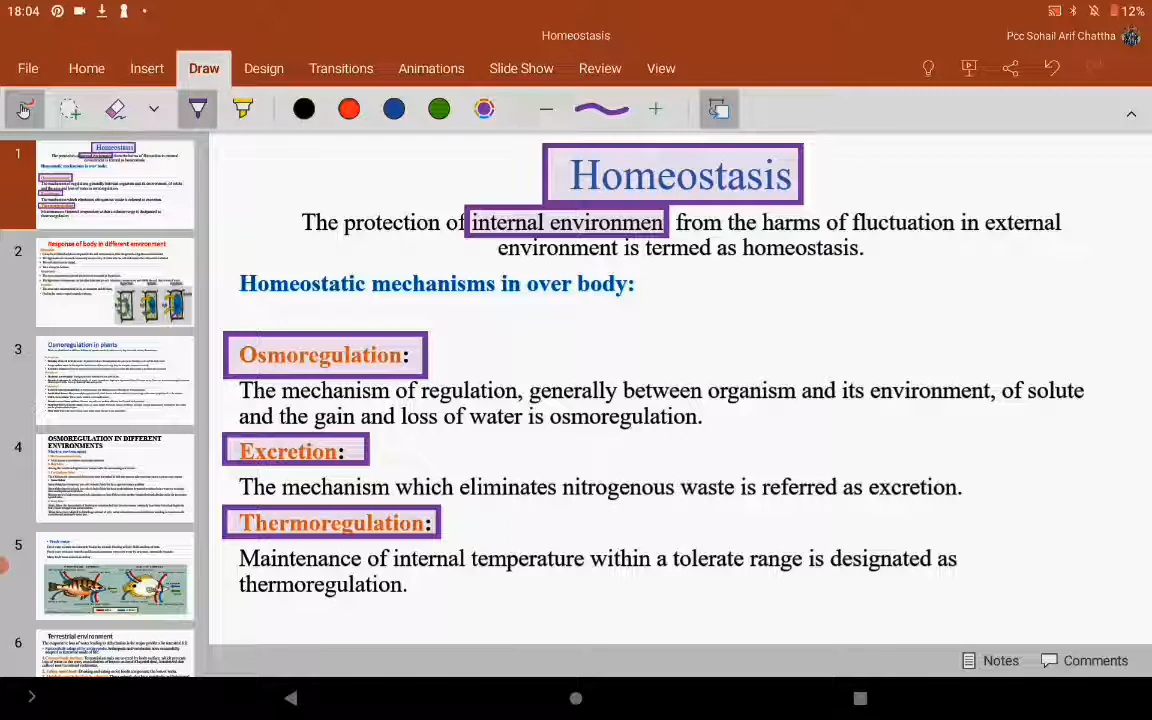 18:04
12%
Homeostasis
Pcc Sohail Arif Chattha
File Home Insert Draw Design Transitions Animations Slide Show Review View
1
Homeostasis
2
Response of body in different environment
3
Osmoregulation in plants
4
OSMOREGULATION IN DIFFERENT
ENVIRONMENTS
5
6
Terrestrial environment
Homeostasis
The protection of internal environmen from the harms of fluctuation in external
environment is termed as homeostasis.
Homeostatic mechanisms in over body:
Osmoregulation:
The mechanism of regulation, generally between organism and its environment, of solute
and the gain and loss of water is osmoregulation.
Excretion:
The mechanism which eliminates nitrogenous waste is referred as excretion.
Thermoregulation:
Maintenance of internal temperature within a tolerate range is designated as
thermoregulation.
Notes Comments